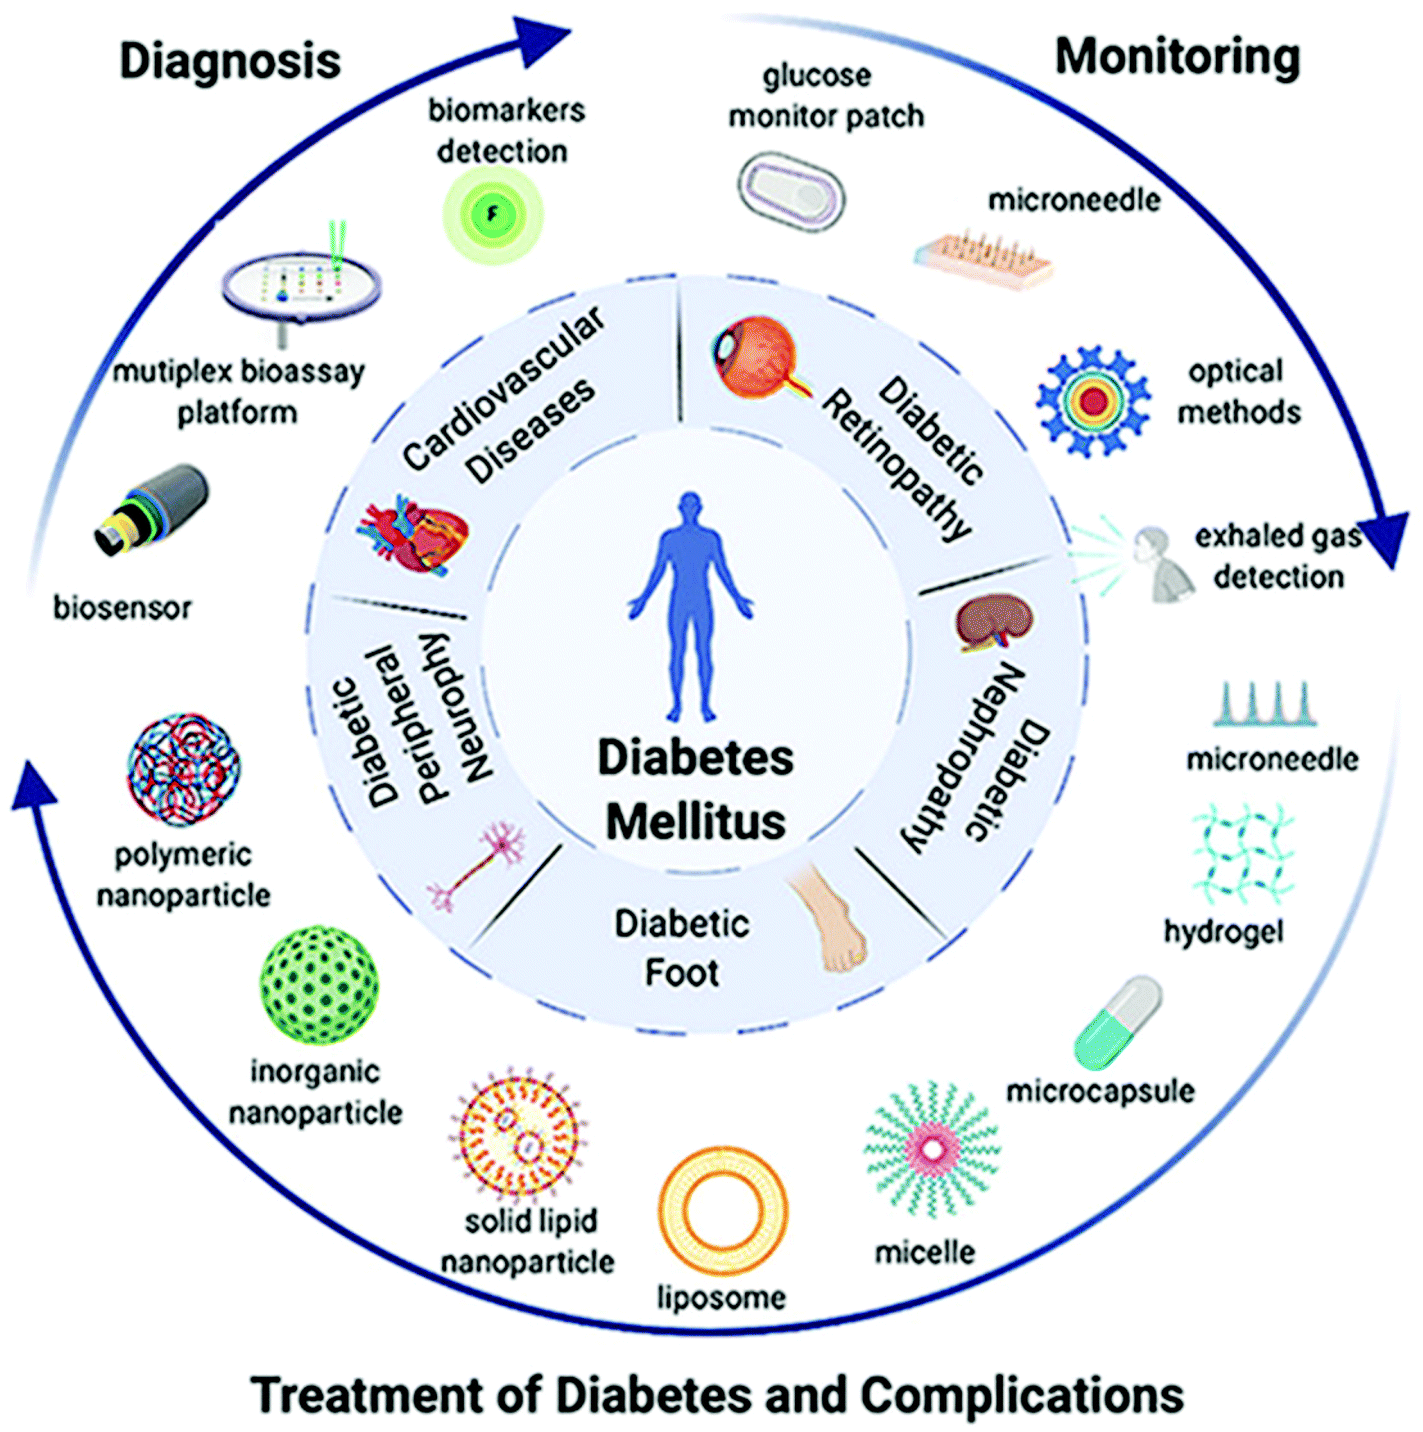 Diagnosis
Monitoring
biomarkers
detection
mutiplex bioassay
platform
biosensor
glucose
monitor patch
microneedle
optical
methods
exhaled gas
detection
Cardiovascular
Diseases
Diabetic
Retinopathy
Diabetic
Nephropathy
Diabetic
Foot
Diabetic
Peripheral
Neurophy
Diabetes
Mellitus
microneedle
hydrogel
microcapsule
micelle
liposome
solid lipid
nanoparticle
inorganic
nanoparticle
polymeric
nanoparticle
Treatment of Diabetes and Complications